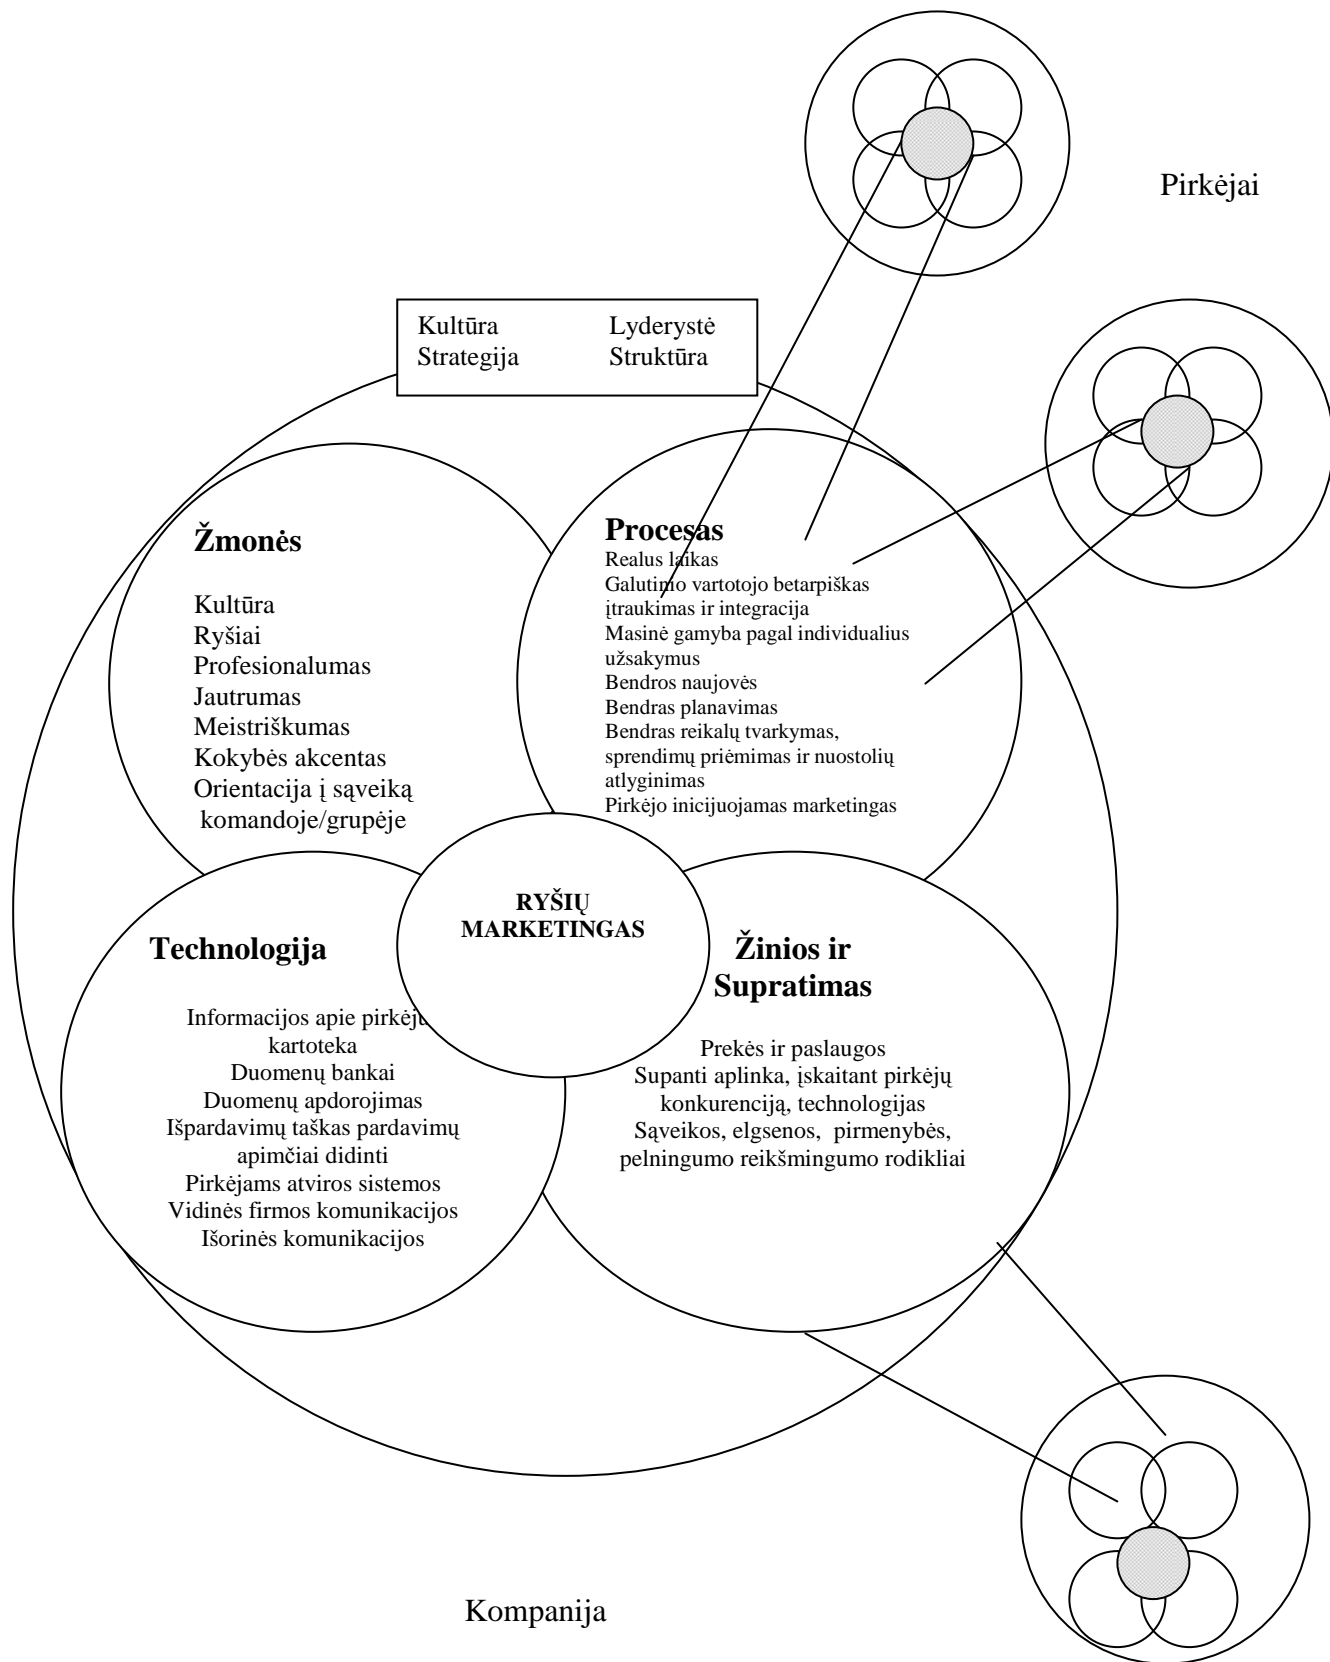 Pirkėjai
Kultūra Lyderystė
Strategija Struktūra
Žmonės
Kultūra
Ryšiai
Profesionalumas
Jautrumas
Meistriškumas
Kokybės akcentas
Orientacija į sąveiką
komandoje/grupėje
Procesas
Realus laikas
Galutinio vartotojo betarpiškas
įtraukimas ir integracija
Masinė gamyba pagal individualius
užsakymus
Bendros naujovės
Bendras planavimas
Bendras reikalų tvarkymas,
sprendimų priėmimas ir nuostolių
atlyginimas
Pirkėjo inicijuojamas marketingas
RYŠIŲ
MARKETINGAS
Technologija
Informacijos apie pirkėjų
kartoteka
Duomenų bankai
Duomenų apdorojimas
Išpardavimų taškas pardavimų
apimčiai didinti
Pirkėjams atviros sistemos
Vidinės firmos komunikacijos
Išorinės komunikacijos
Žinios ir
Supratimas
Prekės ir paslaugos
Supanti aplinka, įskaitant pirkėjų
konkurenciją, technologijas
Sąveikos, elgsenos, pirmenybės,
pelningumo reikšmingumo rodikliai
Kompanija